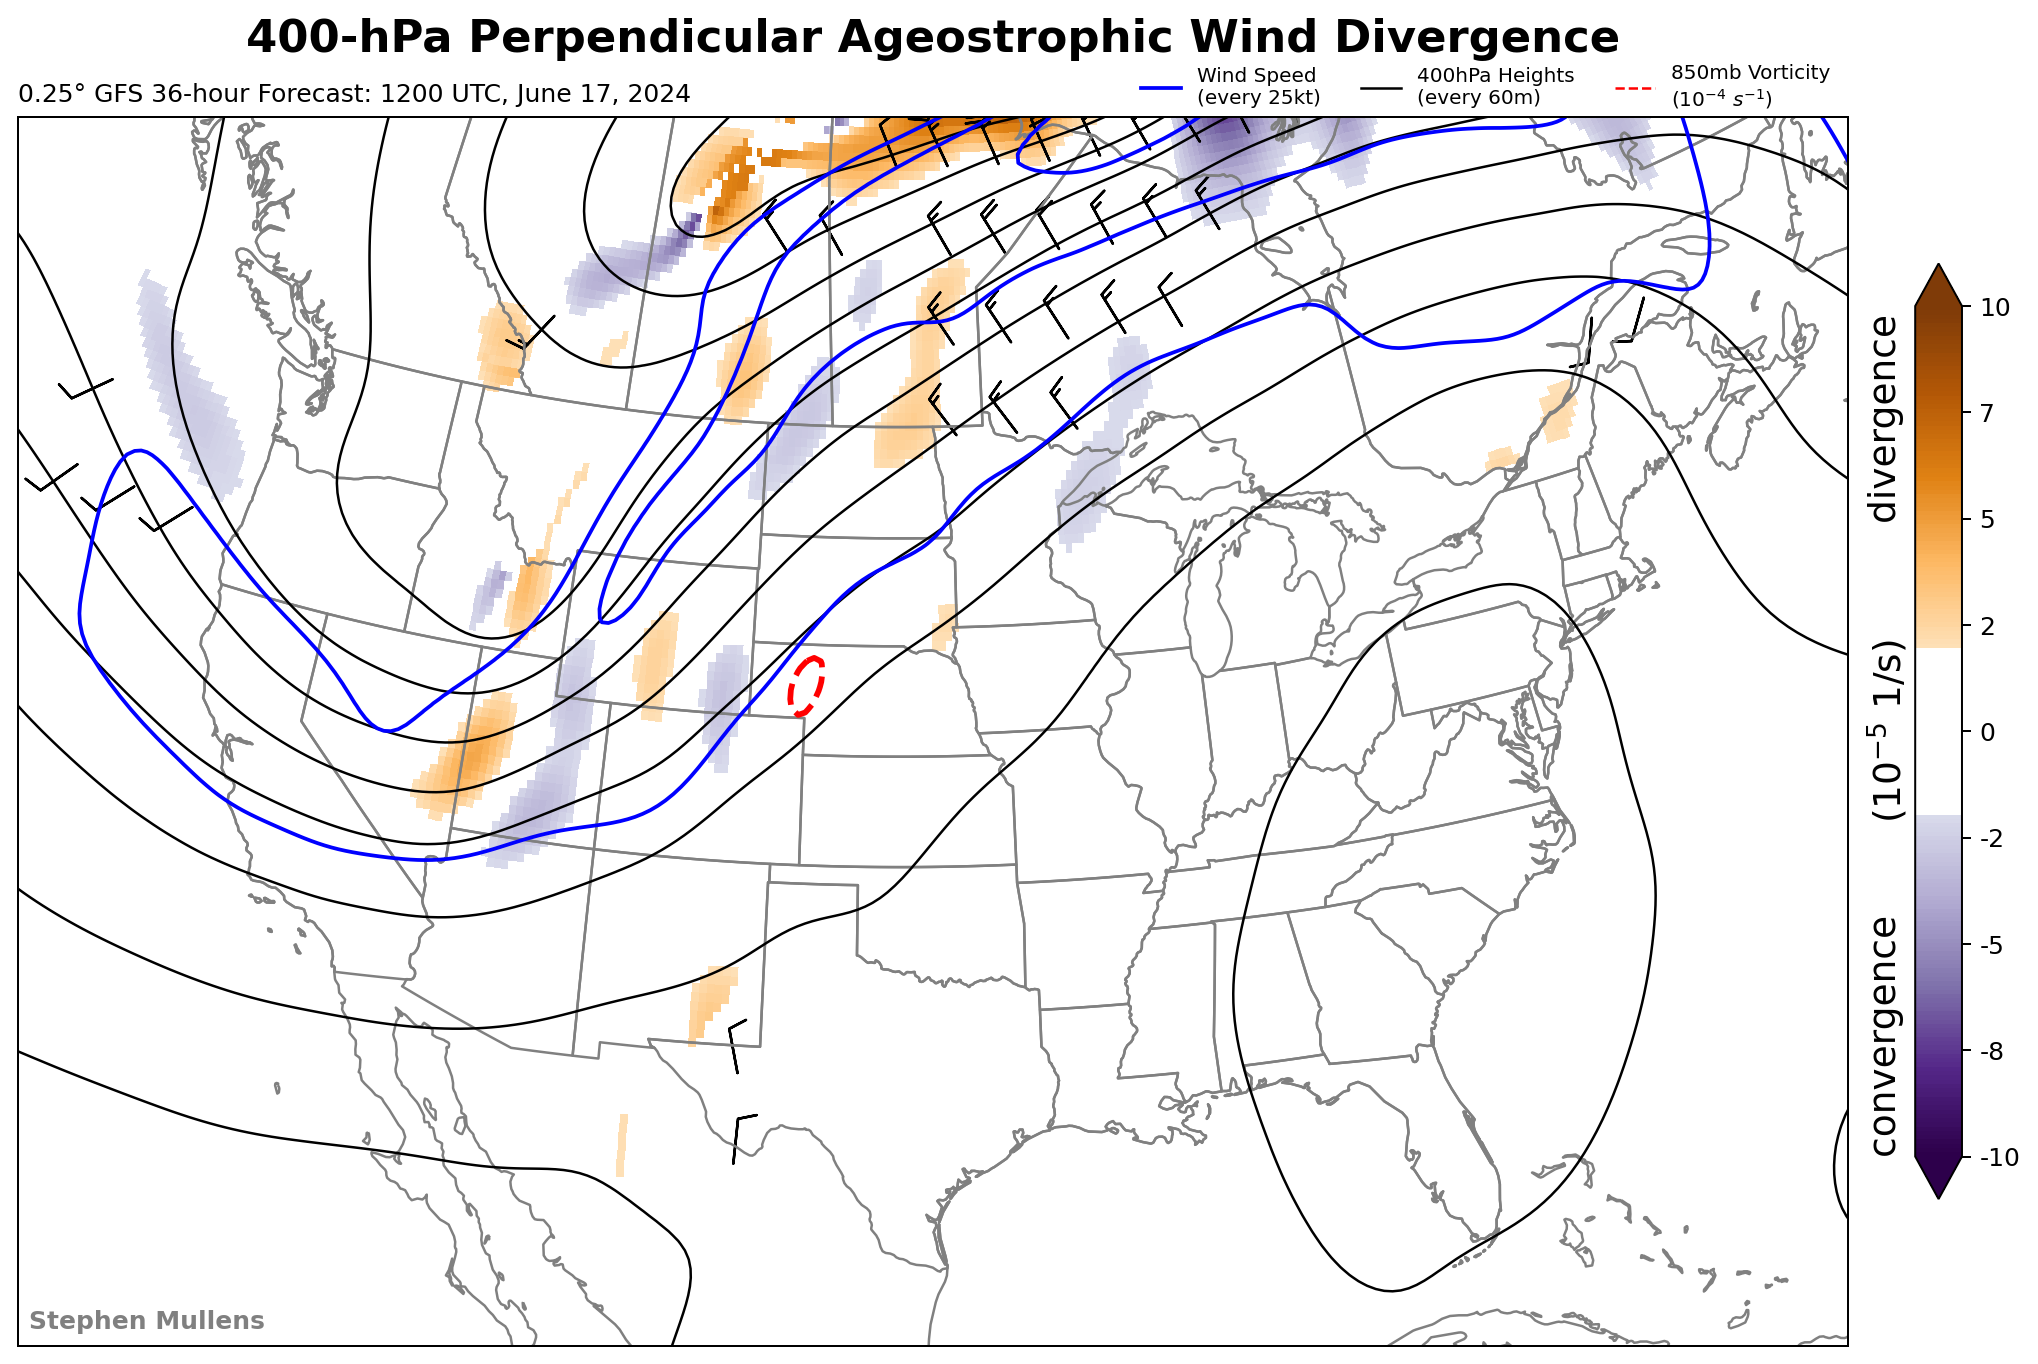 400-hPa Perpendicular Ageostrophic Wind Divergence
0.25° GFS 36-hour Forecast: 1200 UTC, June 17, 2024
Wind Speed
(every 25kt)
400hPa Heights
(every 60m)
850mb Vorticity
(10⁻⁴ s⁻¹)
10
7
5
2
0
-2
-5
-8
-10
convergence (10⁻⁵ 1/s) divergence
Stephen Mullens